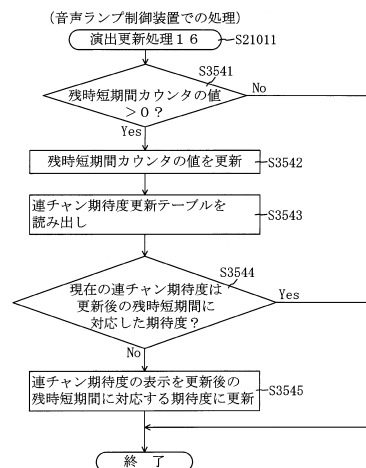 (音声ランプ制御装置での処理)
演出更新処理16
S21011
S3541
残時短期間カウンタの値
>0?
No
Yes
残時短期間カウンタの値を更新
S3542
連チャン期待度更新テーブルを
読み出し
S3543
S3544
現在の連チャン期待度は
更新後の残時短期間に
対応した期待度?
Yes
No
連チャン期待度の表示を更新後の
残時短期間に対応する期待度に更新
S3545
終 了